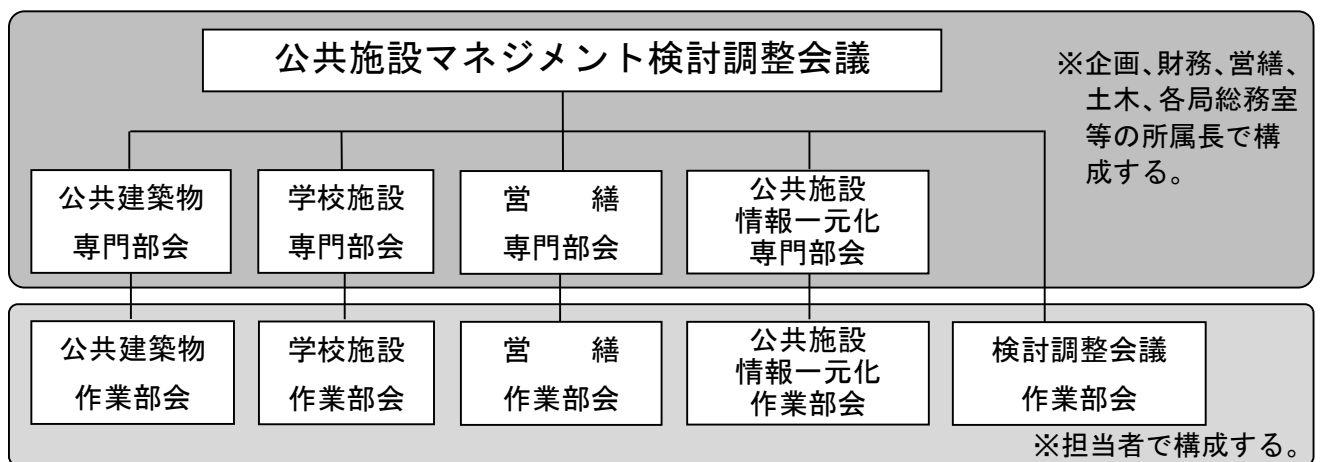 公共施設マネジメント検討調整会議
※企画、財務、営繕、
土木、各局総務室
等の所属長で構
成する。
公共建築物
専門部会
学校施設
専門部会
営　　繕
専門部会
公共施設
情報一元化
専門部会
公共建築物
作業部会
学校施設
作業部会
営　　繕
作業部会
公共施設
情報一元化
作業部会
検討調整会議
作業部会
※担当者で構成する。